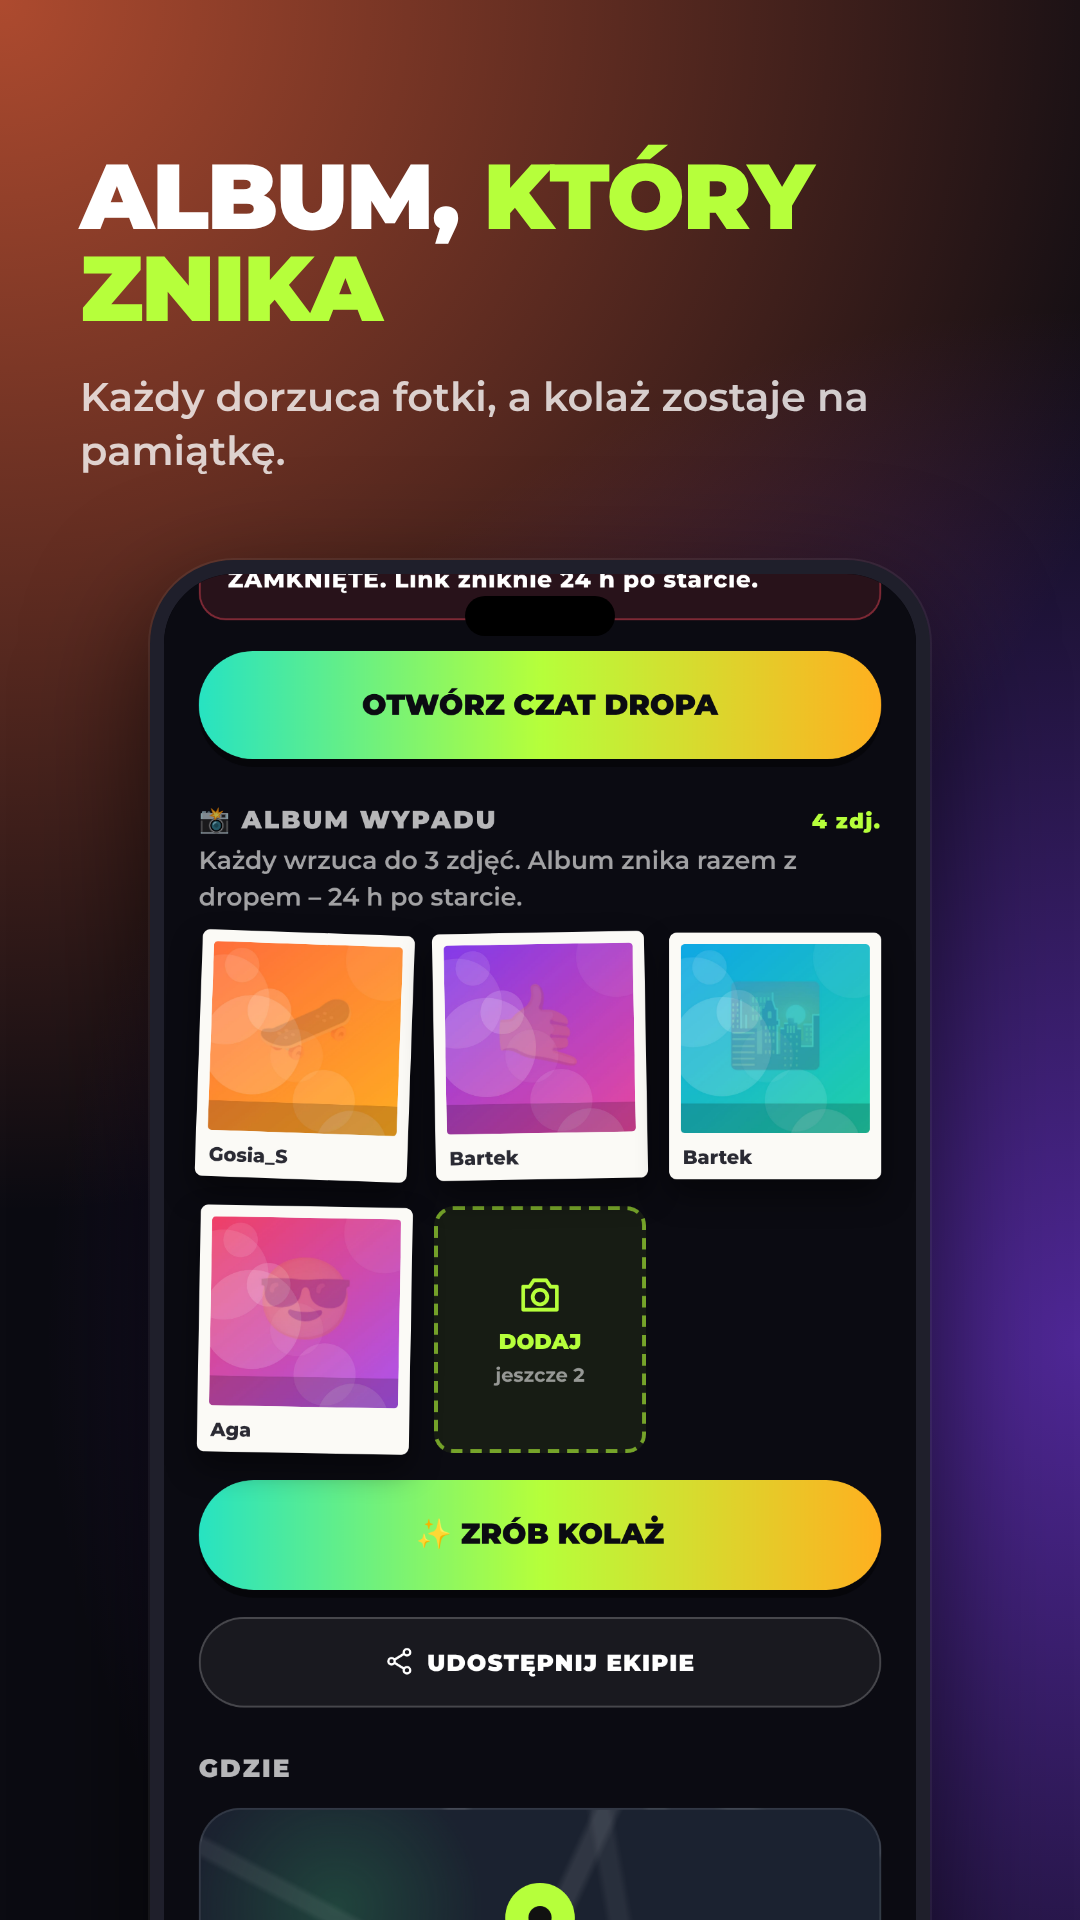 ALBUM, KTÓRY
ZNIKA
Każdy dorzuca fotki, a kolaż zostaje na
pamiątkę.
ZAMKNIĘTE. Link zniknie 24 h po starcie.
OTWÓRZ CZAT DROPA
📸 ALBUM WYPADU
4 zdj.
Każdy wrzuca do 3 zdjęć. Album znika razem z
dropem – 24 h po starcie.
Gosia_S
Bartek
Bartek
Aga
DODAJ
jeszcze 2
✨ ZRÓB KOLAŻ
UDOSTĘPNIJ EKIPIE
GDZIE